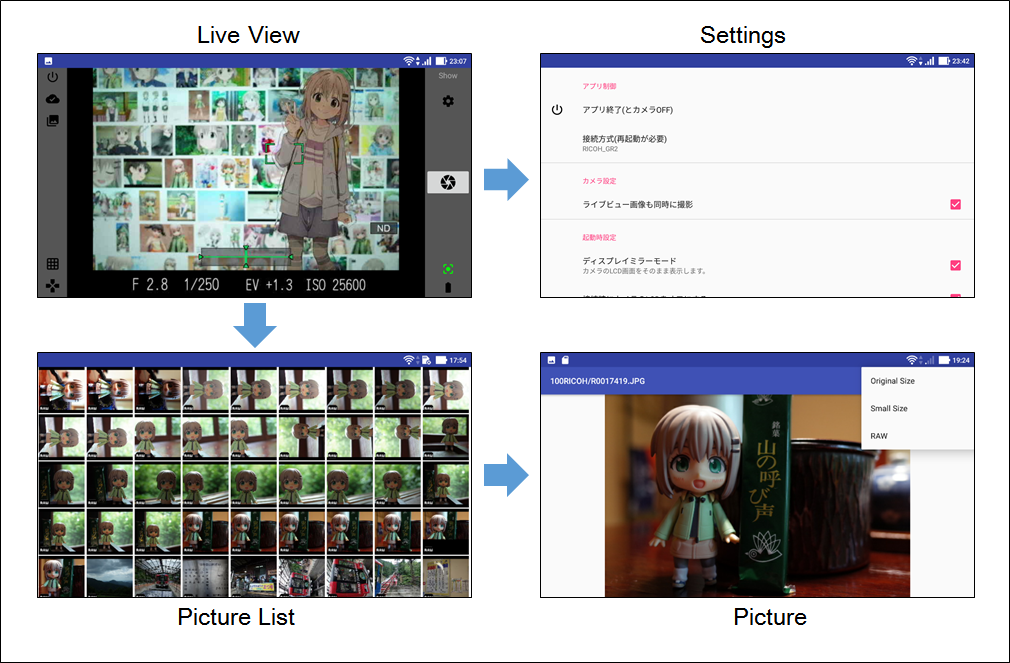 Live View
Settings
23:07
Show
ND
F 2.8 1/250 EV +1.3 ISO 25600
23:42
アプリ制御
アプリ終了(とカメラOFF)
接続方式(再起動が必要)
RICOH_GR2
カメラ設定
ライブビュー画像も同時に撮影
起動時設定
ディスプレイミラーモード
カメラのLCD画面をそのまま表示します。
17:54
19:24
100RICOH/R0017419.JPG
Original Size
Small Size
RAW
銘菓
山の呼び声
Picture List
Picture